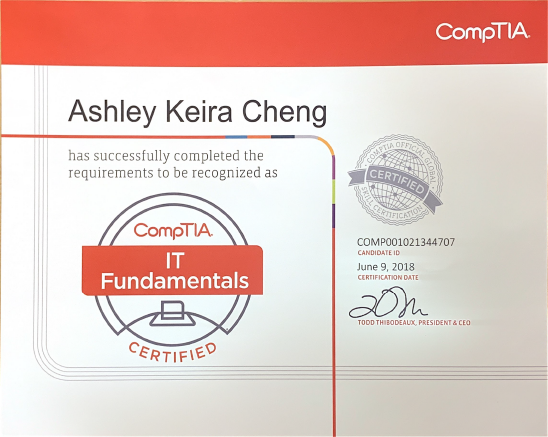 CompTIA.
Ashley Keira Cheng
has successfully completed the
requirements to be recognized as
CompTIA.
IT
Fundamentals
CERTIFIED
COMPTIA OFFICIAL GLOBAL
CERTIFIED
SKILL CERTIFICATION
COMP001021344707
CANDIDATE ID
June 9, 2018
CERTIFICATION DATE
TODD THIBODEAUX, PRESIDENT & CEO